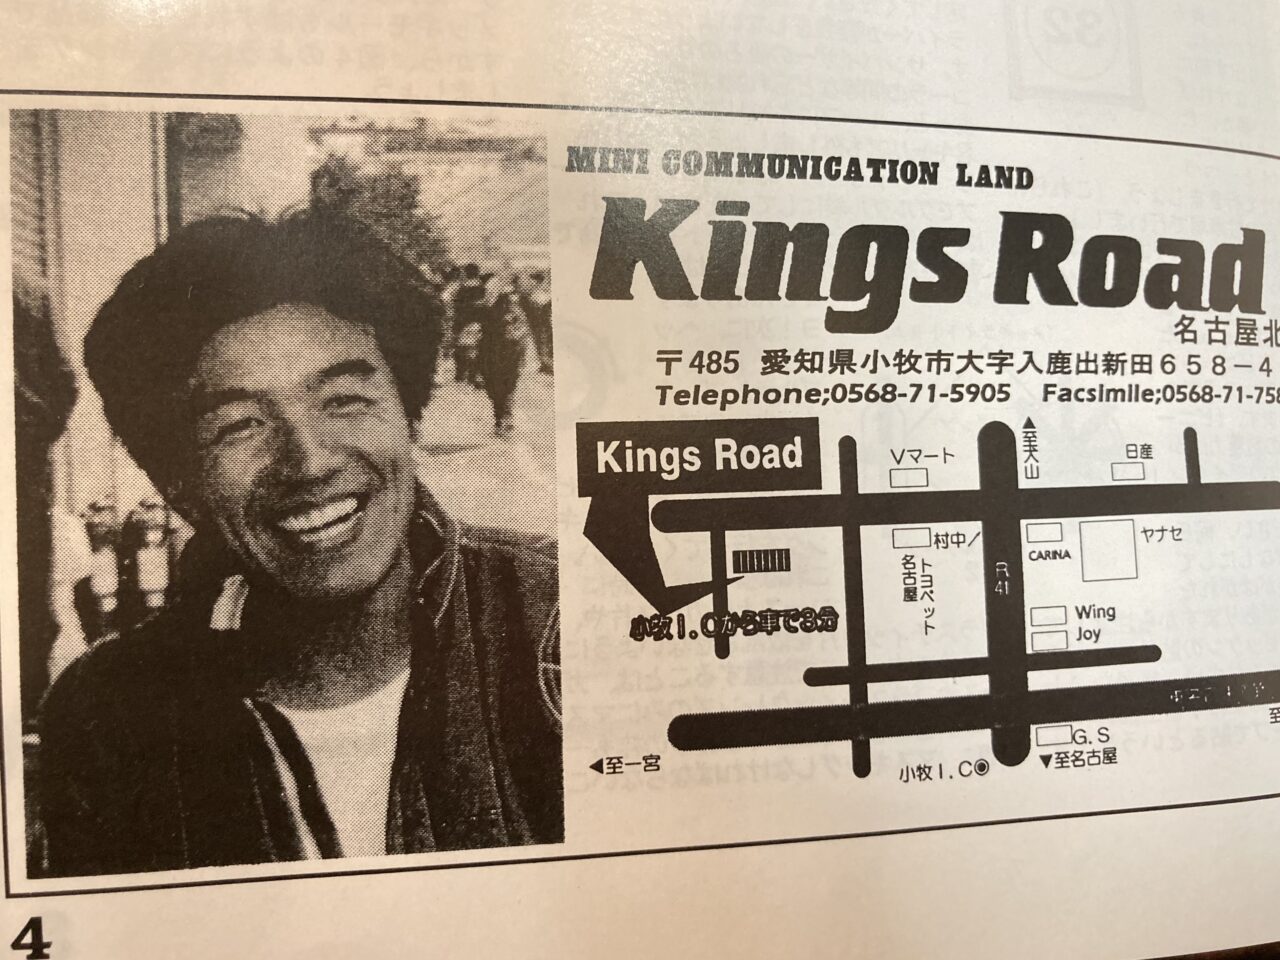 MINI COMMUNICATION LAND
Kings Road
名古屋北
〒485 愛知県小牧市大字入鹿出新田658-4
Telephone;0568-71-5905 Facsimile;0568-71-758
Kings Road
Vマート
▲至犬山
日産
村中/
名古屋トヨペット
R41
CARINA
ヤナセ
小牧I.Cから車で3分
Wing
Joy
G.S
◀至一宮
小牧I.C◉
▼至名古屋
至
4